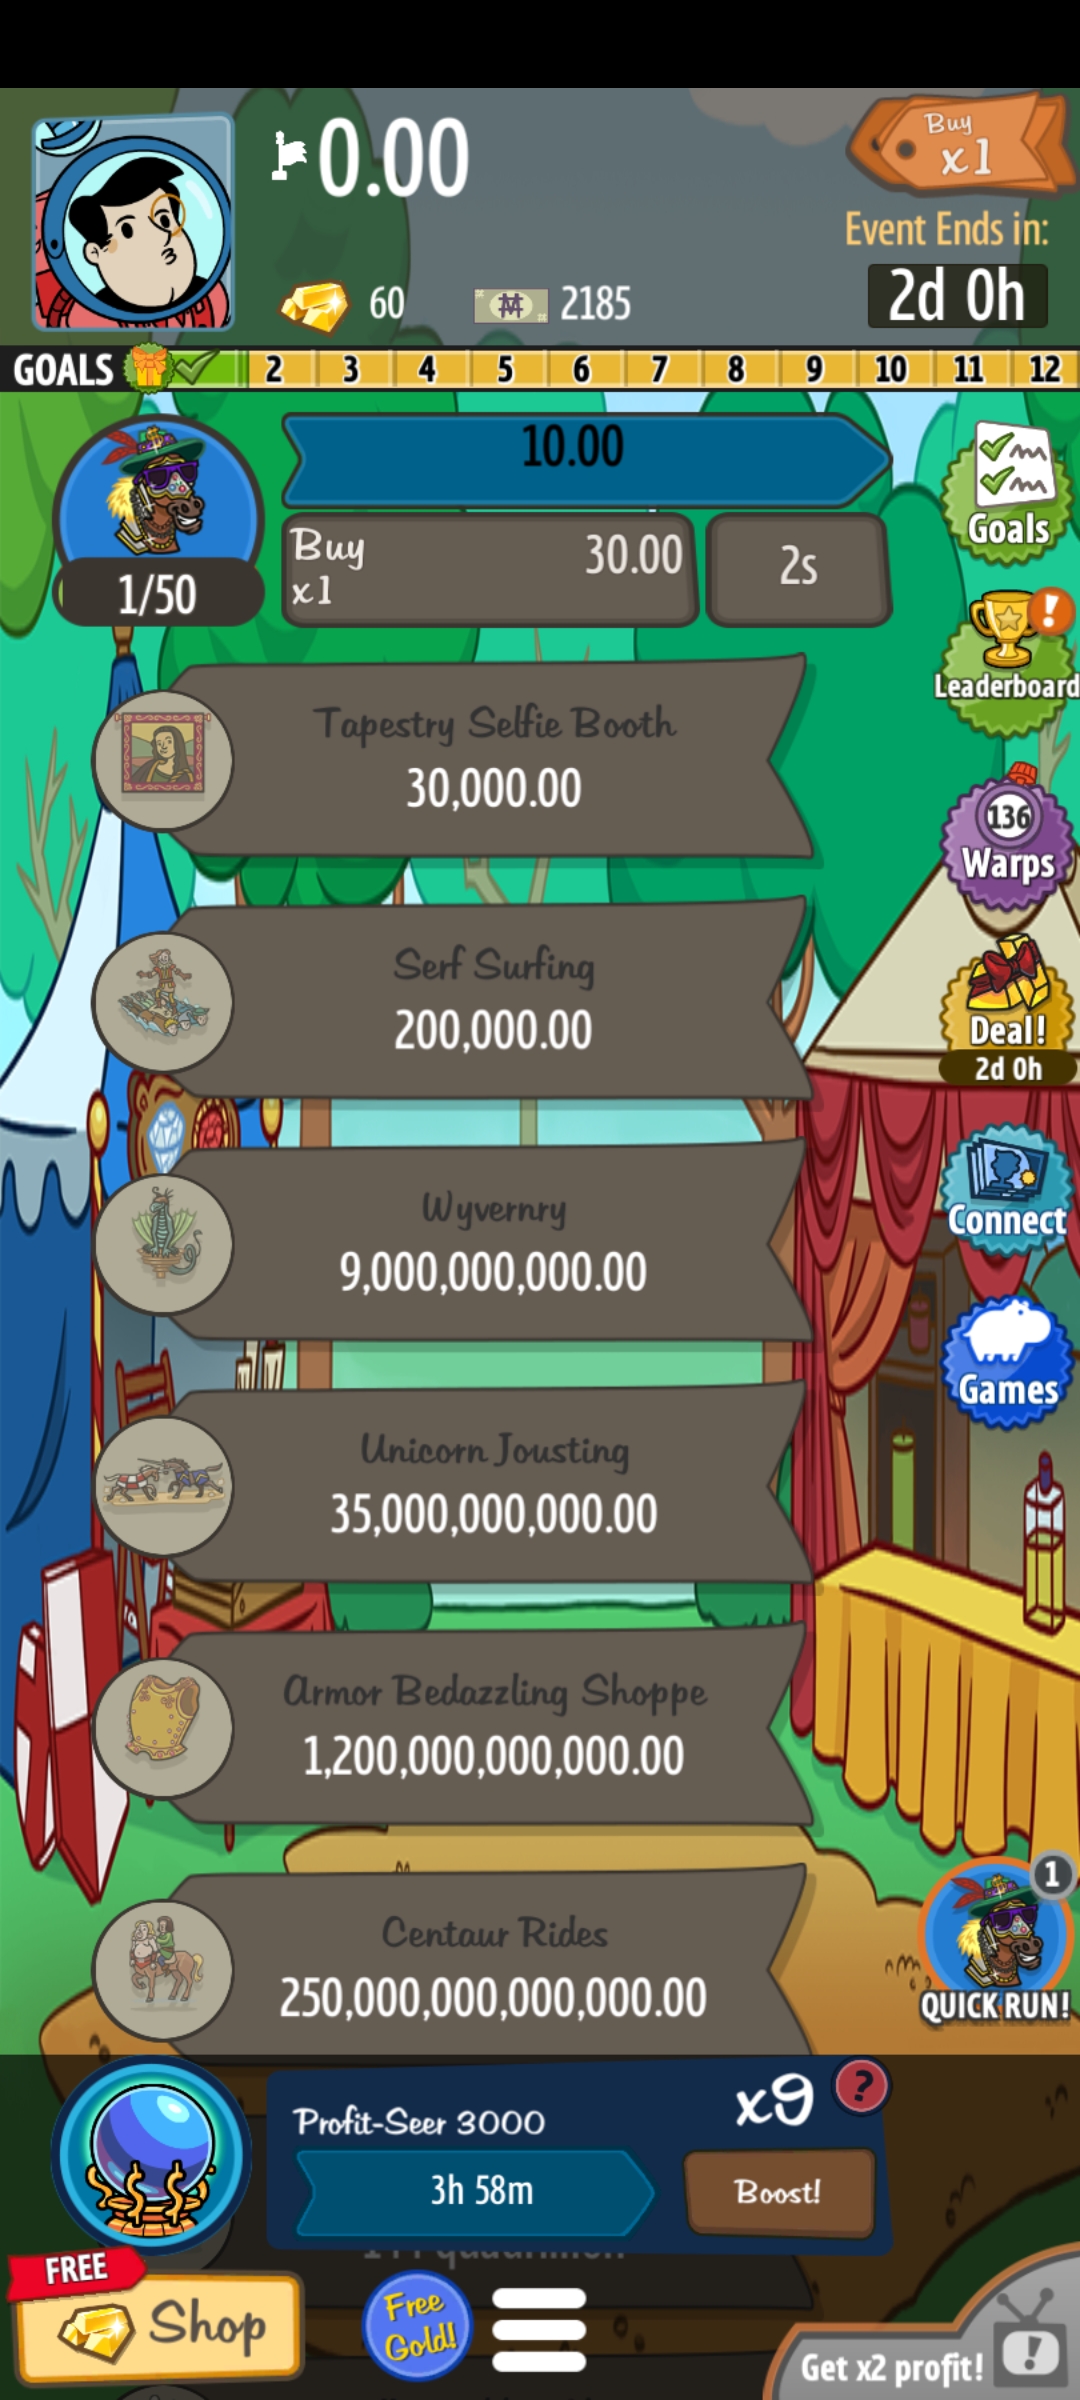 0.00
Buy
x1
Event Ends in:
60
2185
2d 0h
GOALS 2 3 4 5 6 7 8 9 10 11 12
10.00
Buy
x1
30.00
2s
1/50
Goals
!
Leaderboard
Tapestry Selfie Booth
30,000.00
136
Warps
Serf Surfing
200,000.00
Deal!
2d 0h
Wyvernry
9,000,000,000.00
Connect
Games
Unicorn Jousting
35,000,000,000.00
Armor Bedazzling Shoppe
1,200,000,000,000.00
Centaur Rides
250,000,000,000,000.00
1
QUICK RUN!
Profit-Seer 3000
x9
?
3h 58m
Boost!
FREE
Shop
Free
Gold!
Get x2 profit!
!